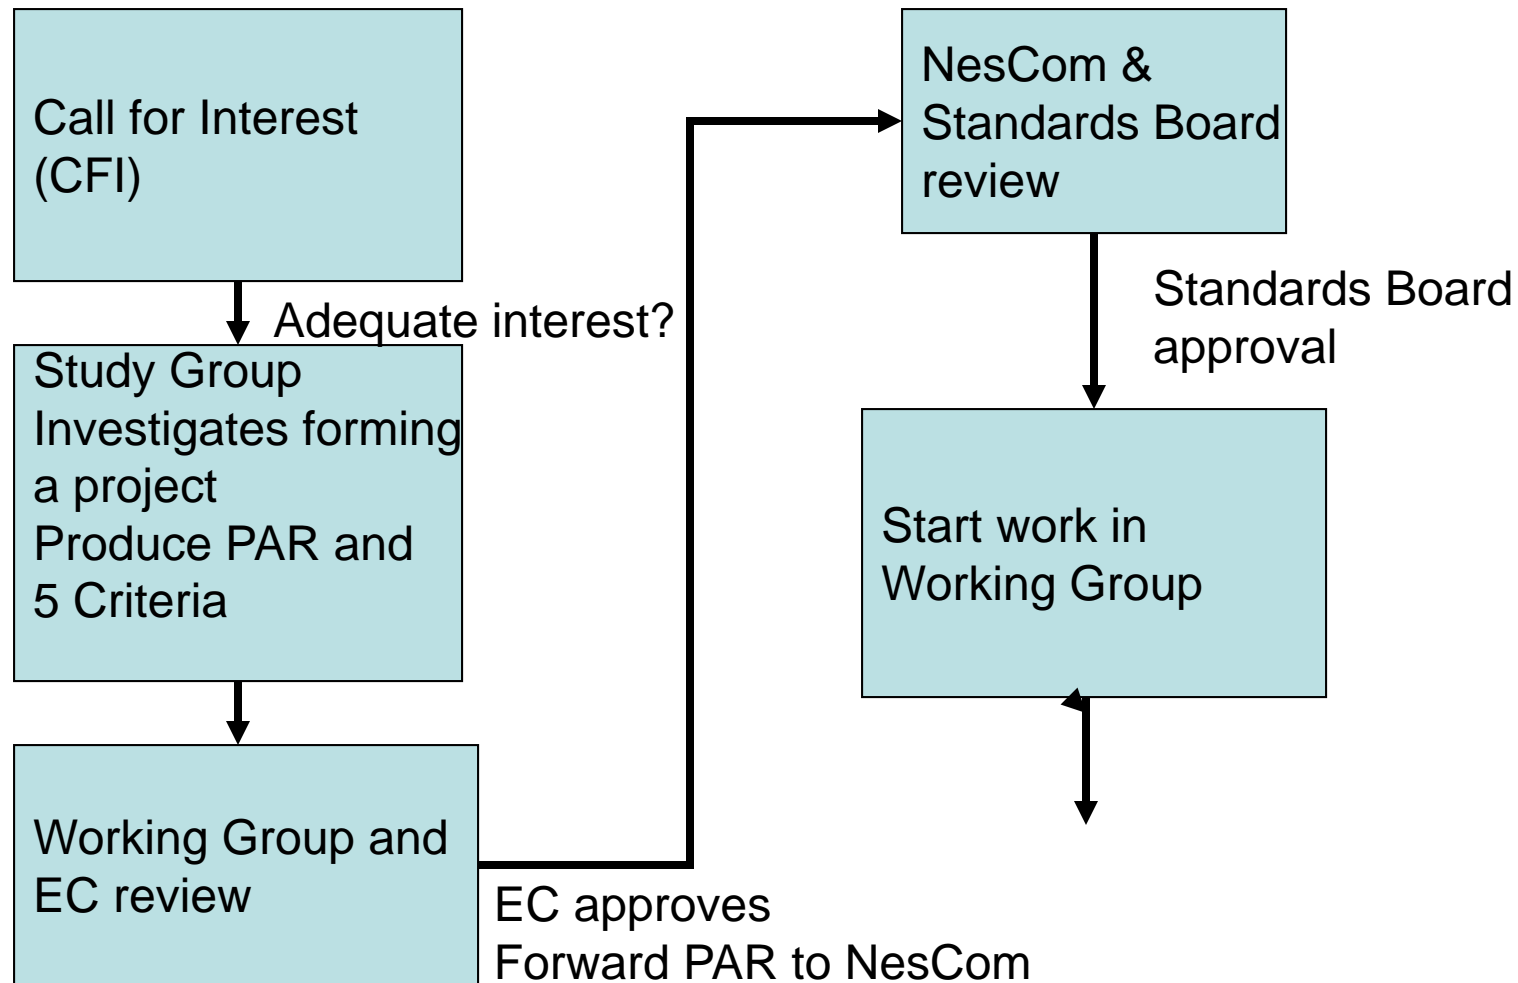 Call for Interest
(CFI)
Adequate interest?
Study Group
Investigates forming
a project
Produce PAR and
5 Criteria
Working Group and
EC review
EC approves
Forward PAR to NesCom
NesCom &
Standards Board
review
Standards Board
approval
Start work in
Working Group